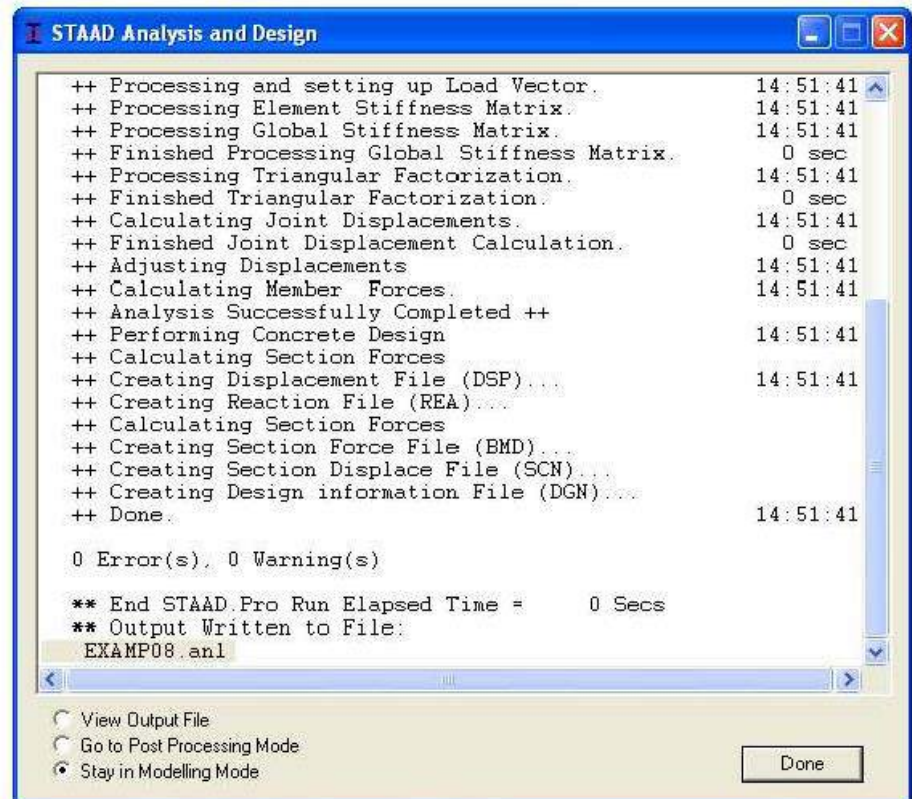 STAAD Analysis and Design
++ Processing and setting up Load Vector. 14:51:41
++ Processing Element Stiffness Matrix. 14:51:41
++ Processing Global Stiffness Matrix. 14:51:41
++ Finished Processing Global Stiffness Matrix. 0 sec
++ Processing Triangular Factorization. 14:51:41
++ Finished Triangular Factorization. 0 sec
++ Calculating Joint Displacements. 14:51:41
++ Finished Joint Displacement Calculation. 0 sec
++ Adjusting Displacements 14:51:41
++ Calculating Member Forces. 14:51:41
++ Analysis Successfully Completed ++
++ Performing Concrete Design 14:51:41
++ Calculating Section Forces
++ Creating Displacement File (DSP)... 14:51:41
++ Creating Reaction File (REA)...
++ Calculating Section Forces
++ Creating Section Force File (BMD)...
++ Creating Section Displace File (SCN)...
++ Creating Design information File (DGN)...
++ Done. 14:51:41
0 Error(s), 0 Warning(s)
** End STAAD.Pro Run Elapsed Time = 0 Secs
** Output Written to File:
EXAMP08.anl
View Output File
Go to Post Processing Mode
Stay in Modelling Mode
Done